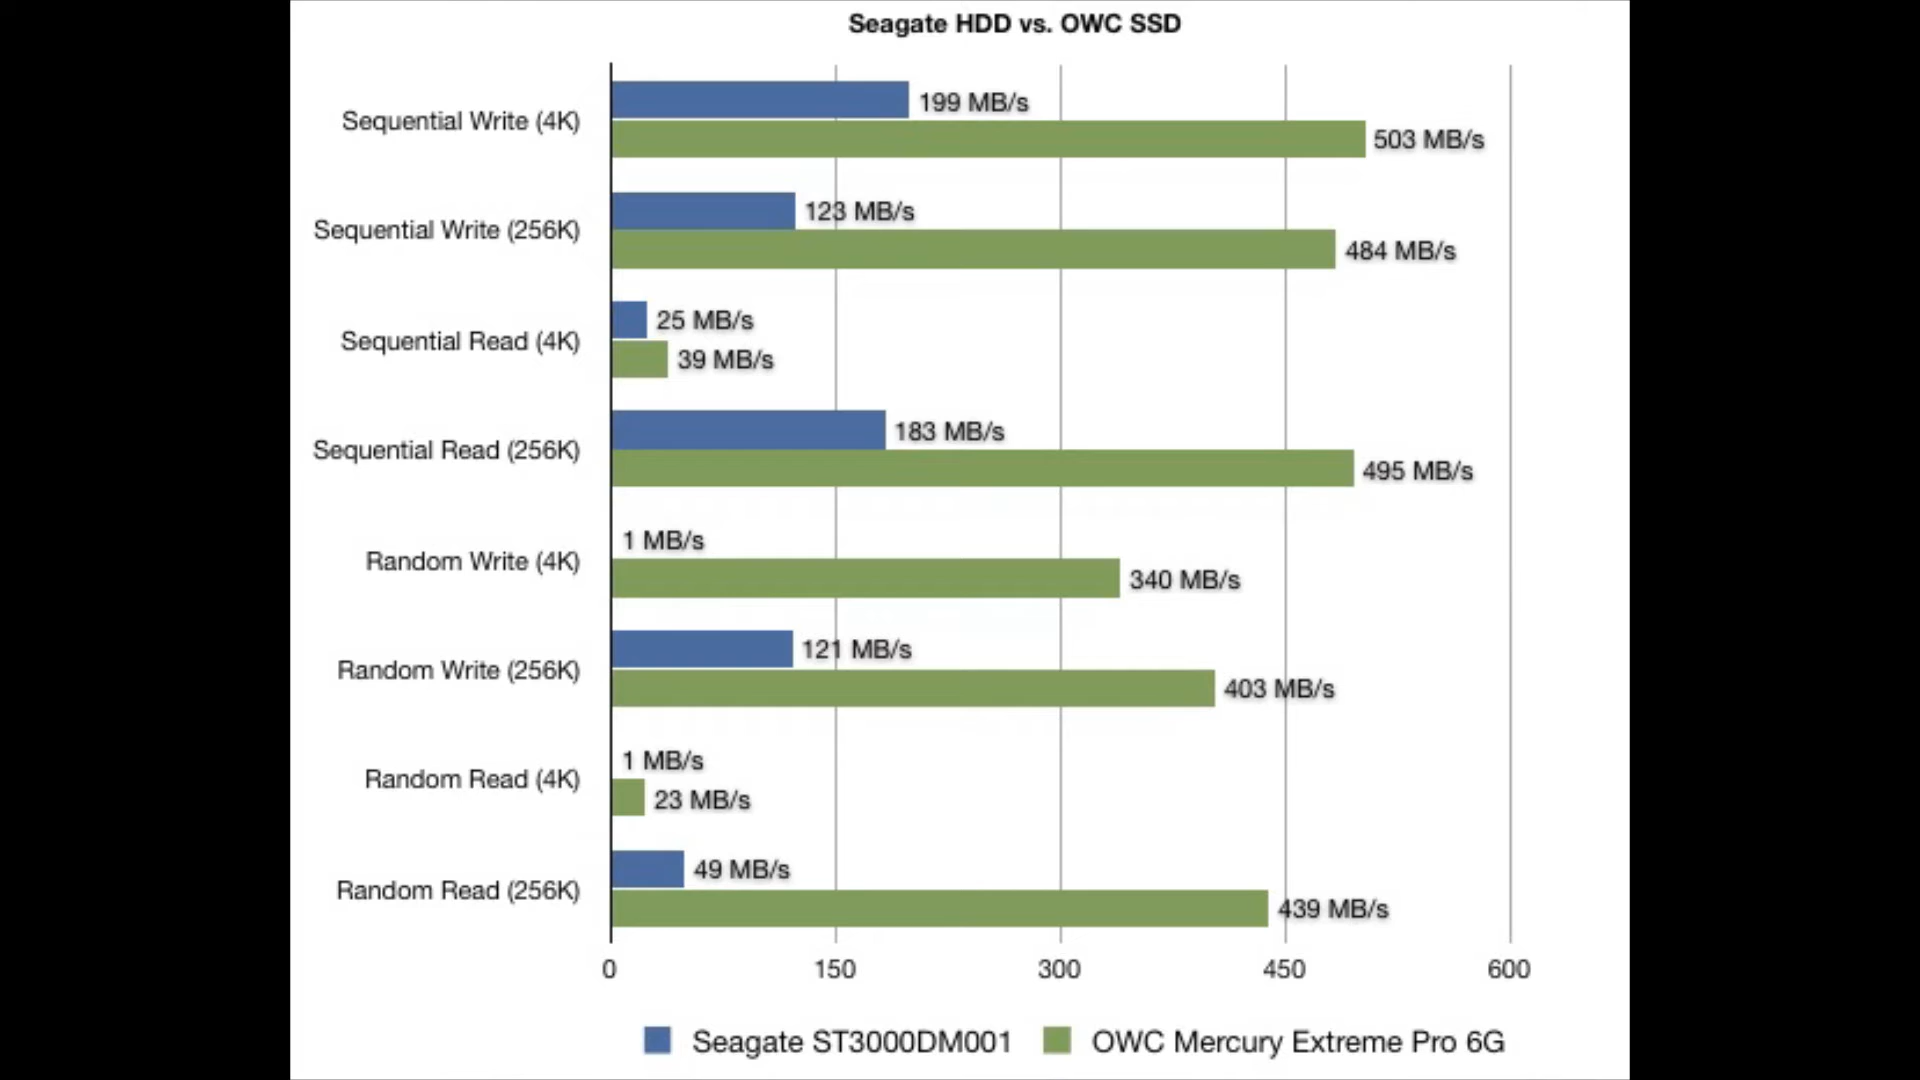 Seagate HDD vs. OWC SSD
Sequential Write (4K)
199 MB/s
503 MB/s
Sequential Write (256K)
123 MB/s
484 MB/s
Sequential Read (4K)
25 MB/s
39 MB/s
Sequential Read (256K)
183 MB/s
495 MB/s
Random Write (4K)
1 MB/s
340 MB/s
Random Write (256K)
121 MB/s
403 MB/s
Random Read (4K)
1 MB/s
23 MB/s
Random Read (256K)
49 MB/s
439 MB/s
0 150 300 450 600
Seagate ST3000DM001 OWC Mercury Extreme Pro 6G